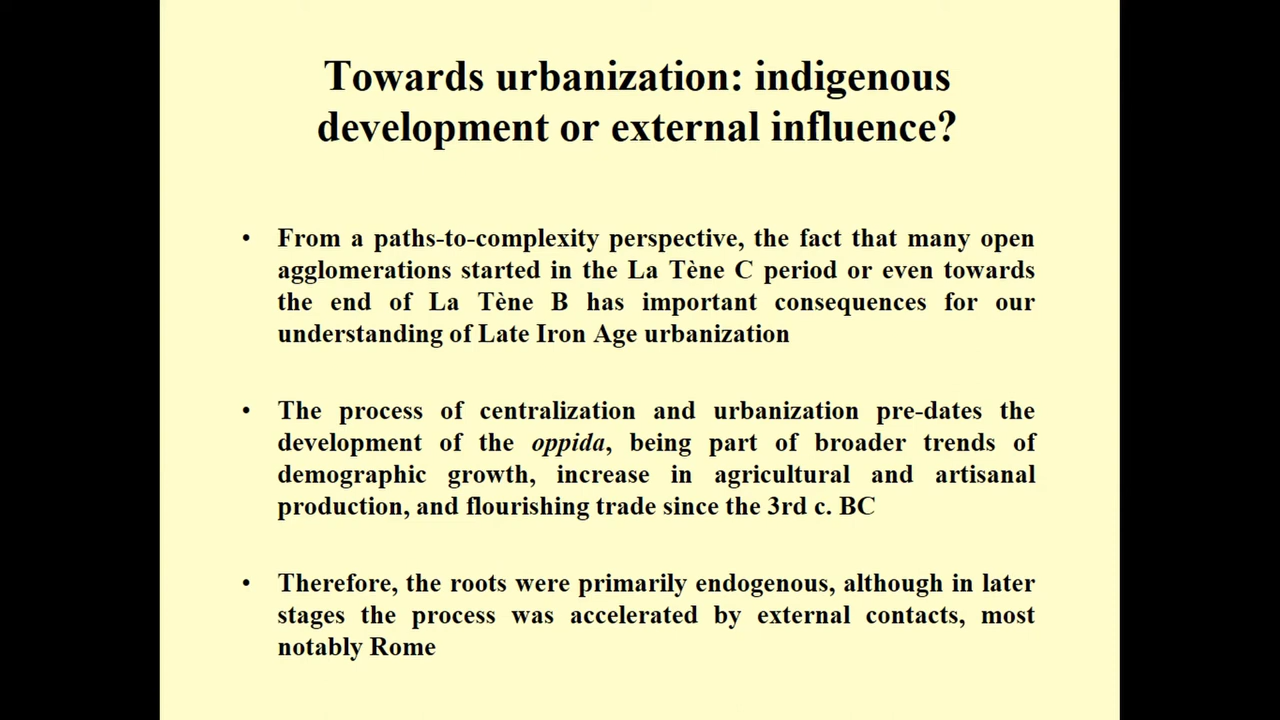 Towards urbanization: indigenous
development or external influence?
• From a paths-to-complexity perspective, the fact that many open
agglomerations started in the La Tène C period or even towards
the end of La Tène B has important consequences for our
understanding of Late Iron Age urbanization
• The process of centralization and urbanization pre-dates the
development of the oppida, being part of broader trends of
demographic growth, increase in agricultural and artisanal
production, and flourishing trade since the 3rd c. BC
• Therefore, the roots were primarily endogenous, although in later
stages the process was accelerated by external contacts, most
notably Rome